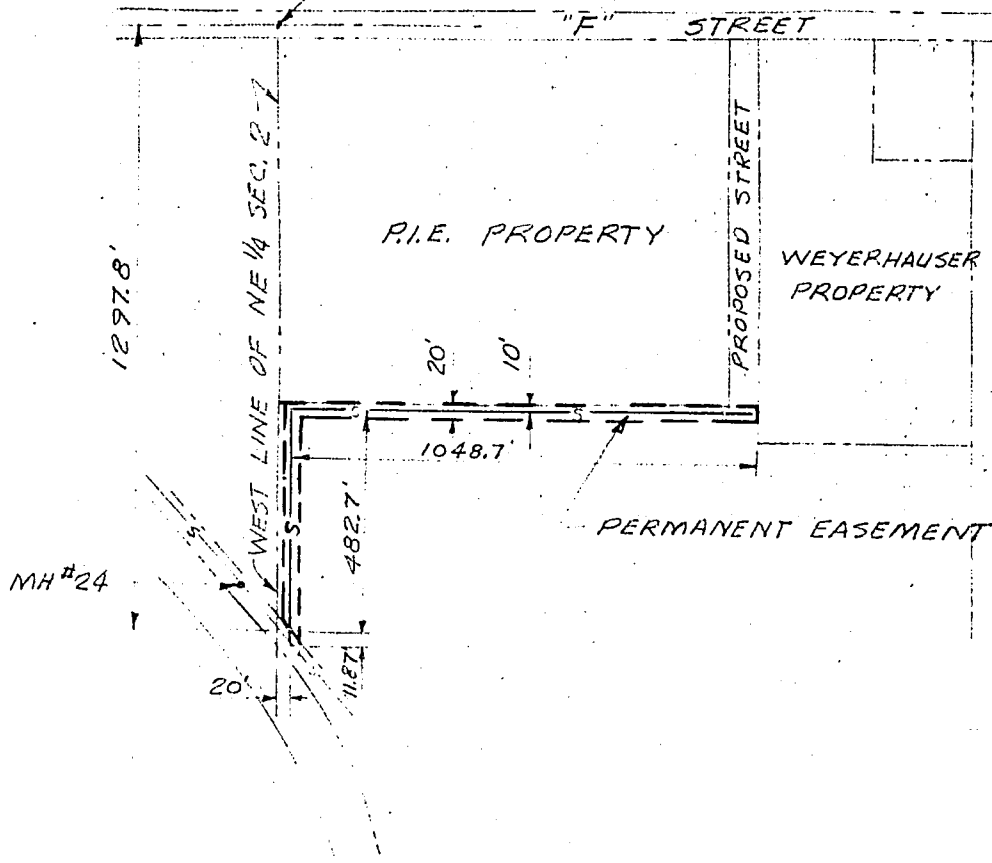 "F" STREET
WEST LINE OF NE 1/4 SEC. 2
PROPOSED STREET
1297.8'
P.I.E. PROPERTY
WEYERHAUSER
PROPERTY
20'
10'
S
S
1048.7'
S
482.7'
PERMANENT EASEMENT
S
MH #24
11.87'
20'